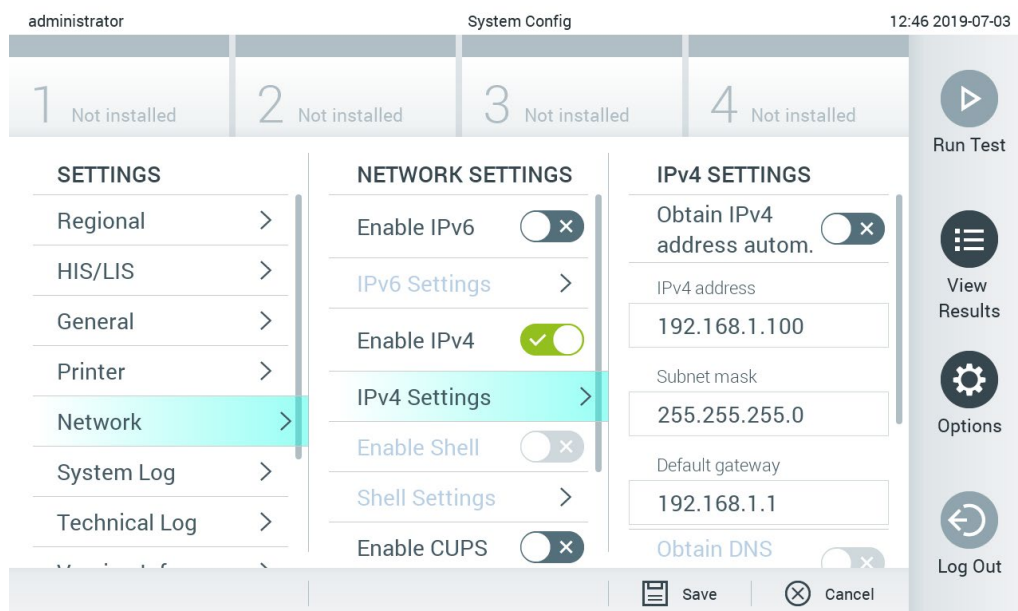 administrator
System Config
12:46 2019-07-03
1 Not installed
2 Not installed
3 Not installed
4 Not installed
Run Test
View
Results
Options
Log Out
SETTINGS
Regional
HIS/LIS
General
Printer
Network
System Log
Technical Log
NETWORK SETTINGS
Enable IPv6
IPv6 Settings
Enable IPv4
IPv4 Settings
Enable Shell
Shell Settings
Enable CUPS
IPv4 SETTINGS
Obtain IPv4
address autom.
IPv4 address
192.168.1.100
Subnet mask
255.255.255.0
Default gateway
192.168.1.1
Obtain DNS
Save
Cancel